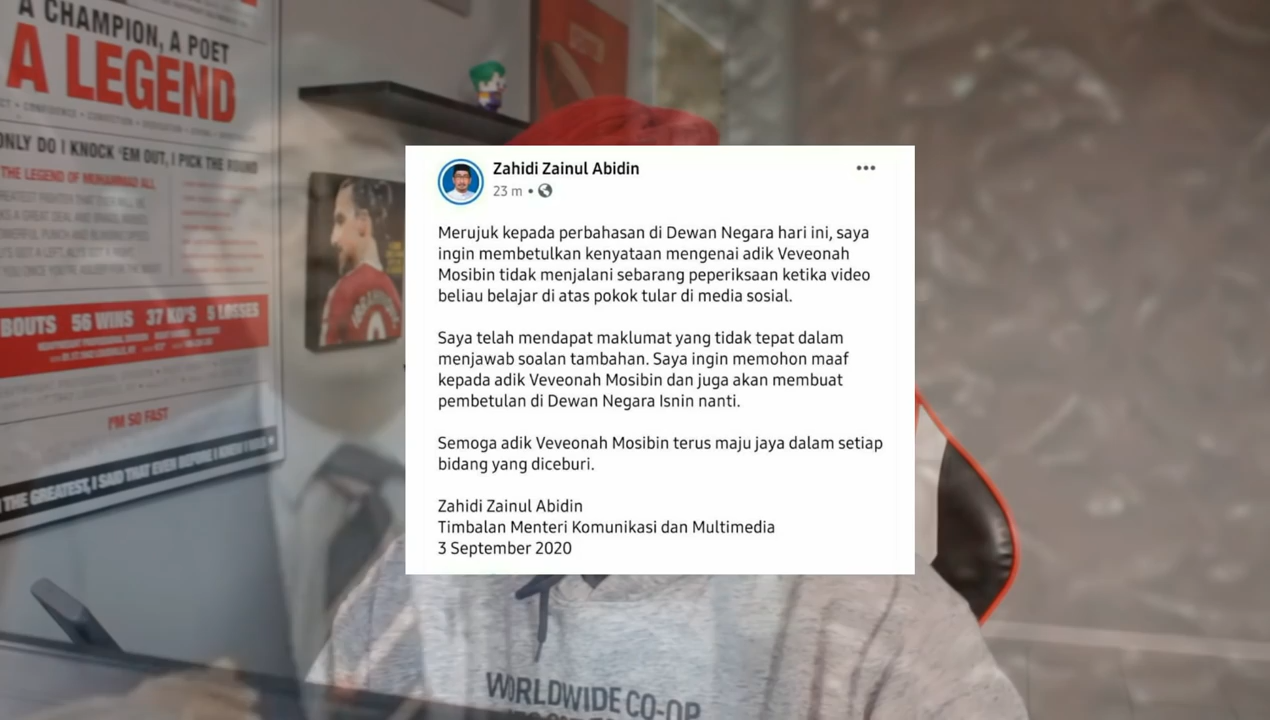 A CHAMPION, A POET
A LEGEND
ONLY DO I KNOCK 'EM OUT, I PICK THE ROUND
THE LEGEND OF MUHAMMAD ALI
BOUTS 56 WINS 37 KO'S 5 LOSSES
I'M SO FAST
THE GREATEST, I SAID THAT EVEN BEFORE I KNEW I WAS
IBRAHIMOVIC
Zahidi Zainul Abidin
23 m •
Merujuk kepada perbahasan di Dewan Negara hari ini, saya
ingin membetulkan kenyataan mengenai adik Veveonah
Mosibin tidak menjalani sebarang peperiksaan ketika video
beliau belajar di atas pokok tular di media sosial.
Saya telah mendapat maklumat yang tidak tepat dalam
menjawab soalan tambahan. Saya ingin memohon maaf
kepada adik Veveonah Mosibin dan juga akan membuat
pembetulan di Dewan Negara Isnin nanti.
Semoga adik Veveonah Mosibin terus maju jaya dalam setiap
bidang yang diceburi.
Zahidi Zainul Abidin
Timbalan Menteri Komunikasi dan Multimedia
3 September 2020
WORLDWIDE CO-OP